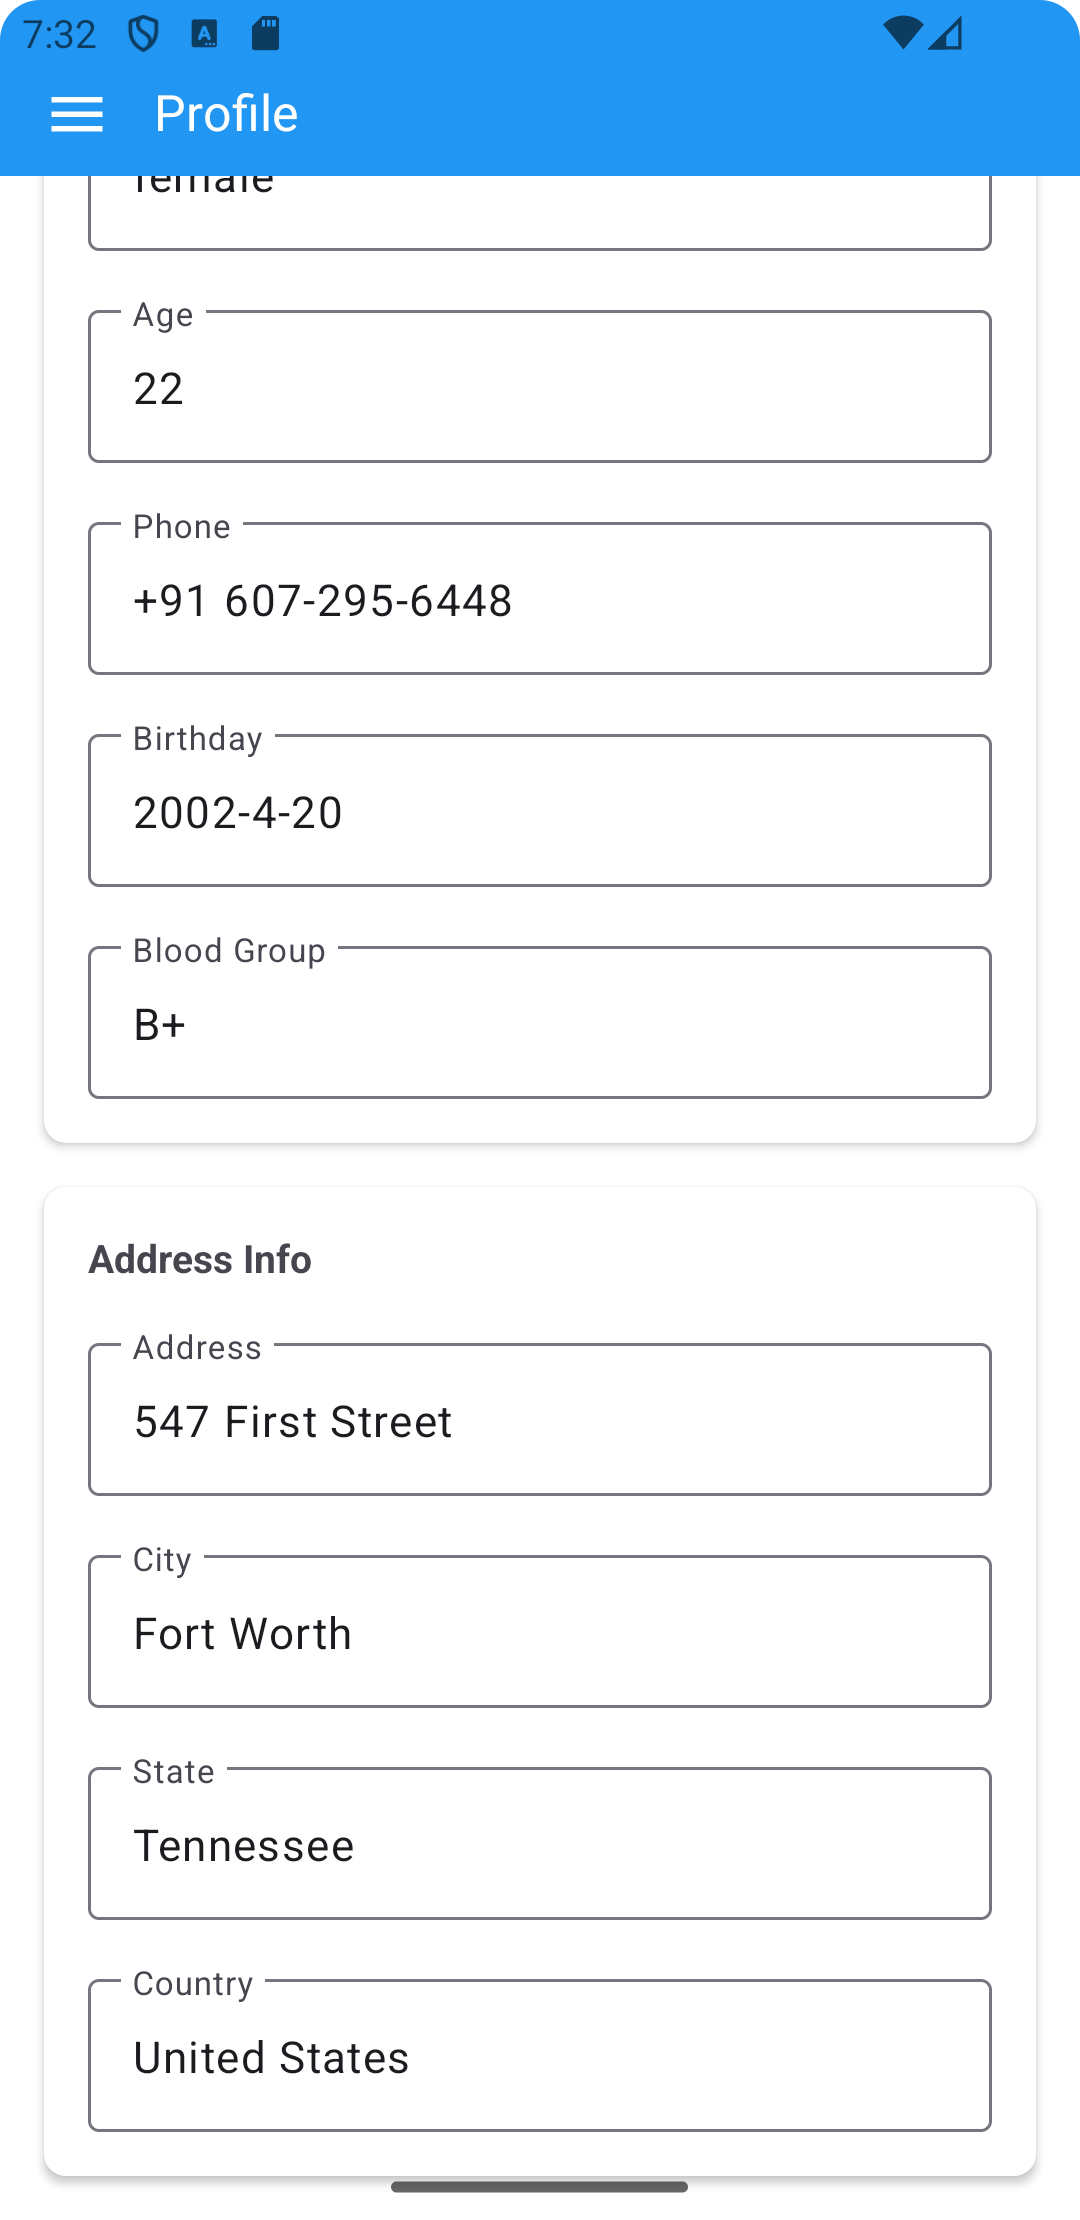 7:32
Profile
female
Age
22
Phone
+91 607-295-6448
Birthday
2002-4-20
Blood Group
B+
Address Info
Address
547 First Street
City
Fort Worth
State
Tennessee
Country
United States